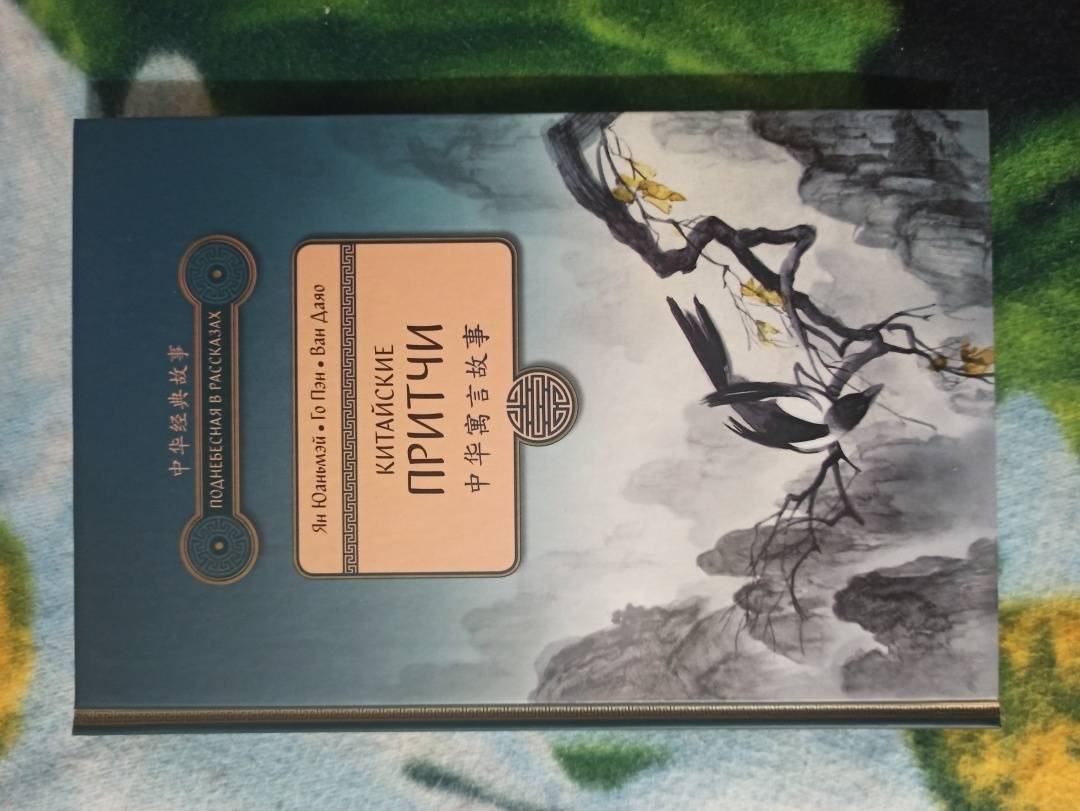 中华经典故事
ПОДНЕБЕСНАЯ В РАССКАЗАХ
Ян Юаньмэй • Го Пэн • Ван Даяо
КИТАЙСКИЕ
ПРИТЧИ
中华寓言故事